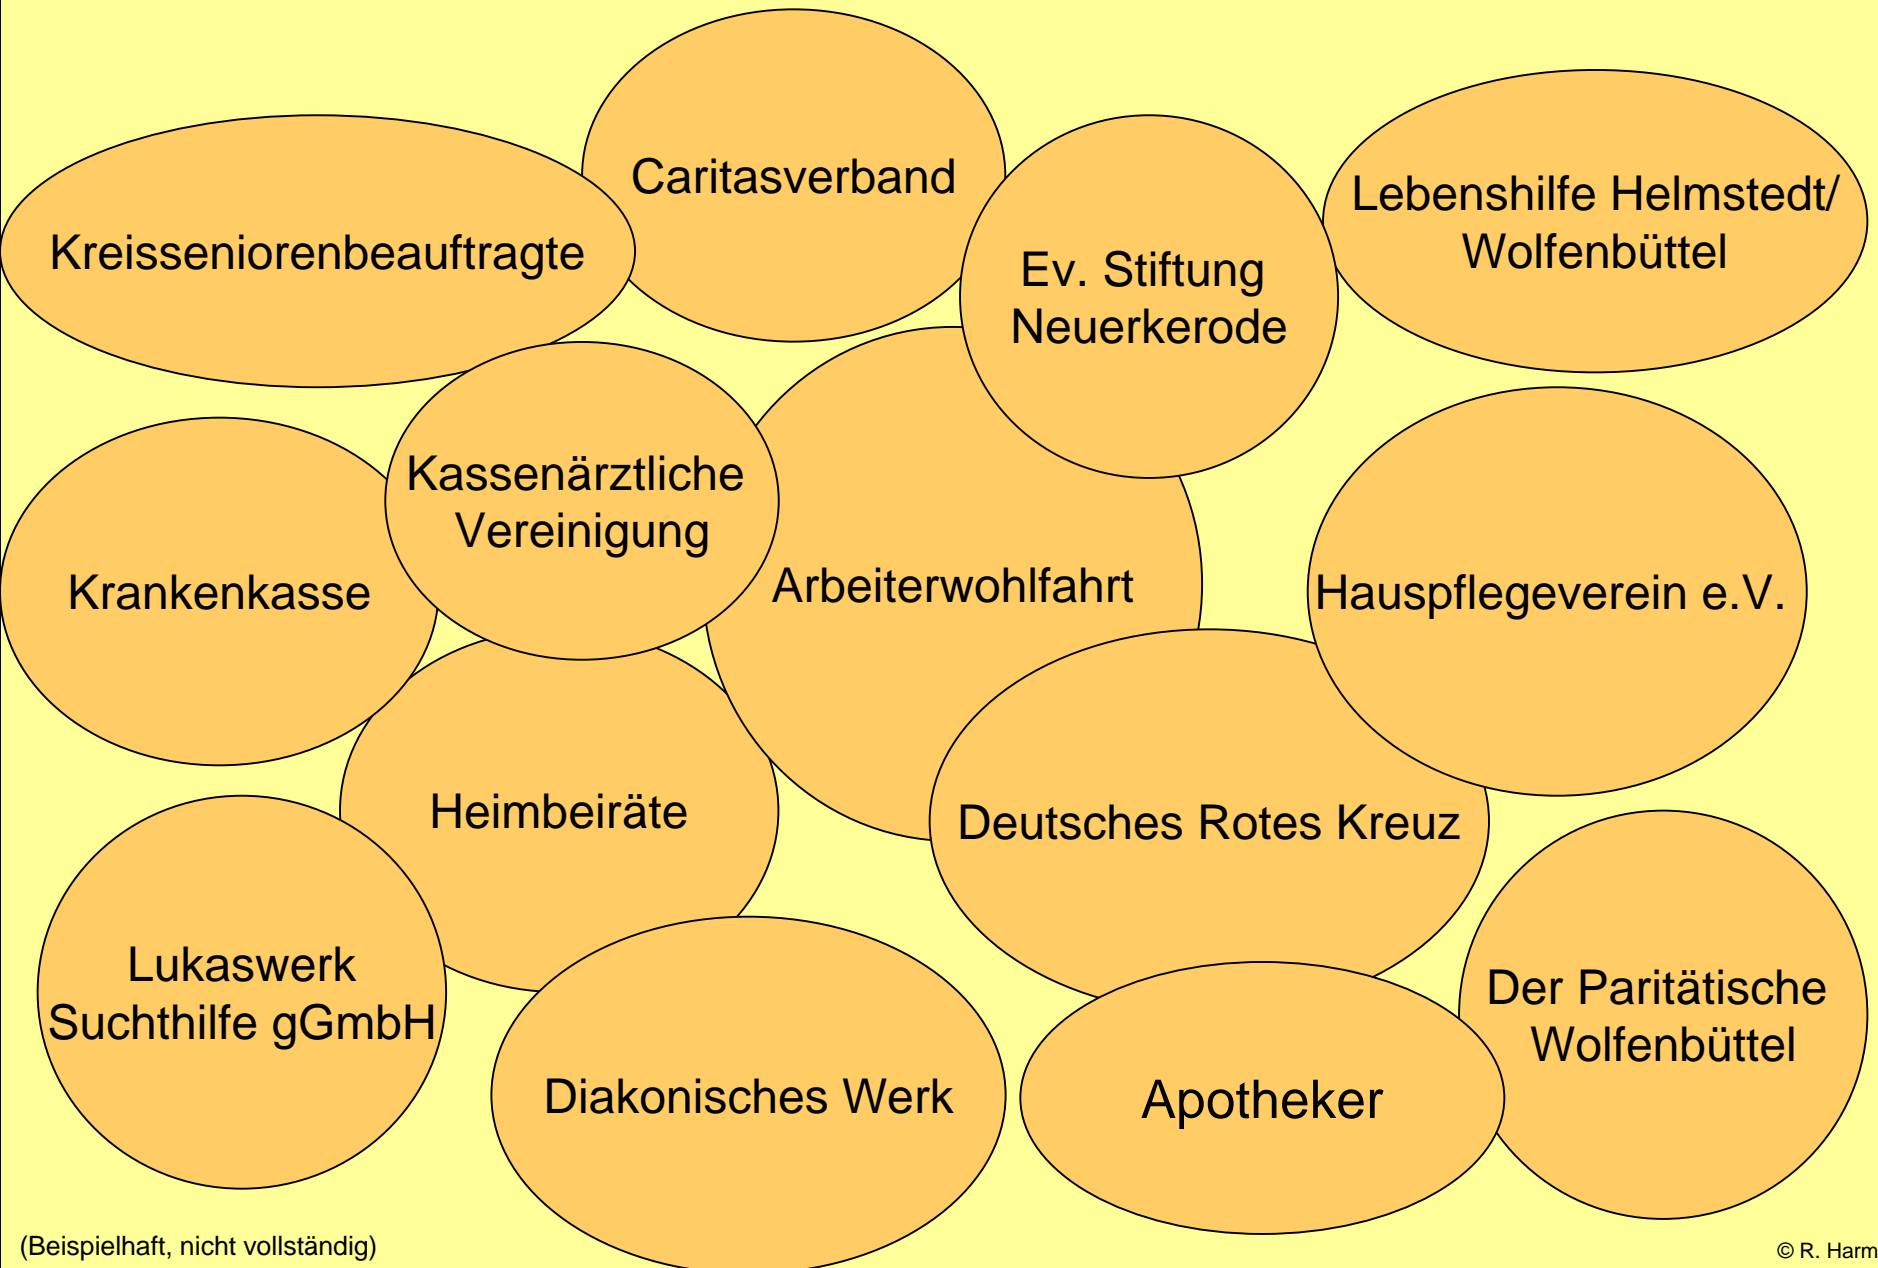 Caritasverband
Kreisseniorenbeauftragte
Ev. Stiftung
Neuerkerode
Lebenshilfe Helmstedt/
Wolfenbüttel
Kassenärztliche
Vereinigung
Krankenkasse
Arbeiterwohlfahrt
Hauspflegeverein e.V.
Heimbeiräte
Deutsches Rotes Kreuz
Lukaswerk
Suchthilfe gGmbH
Diakonisches Werk
Apotheker
Der Paritätische
Wolfenbüttel
(Beispielhaft, nicht vollständig)
© R. Harm